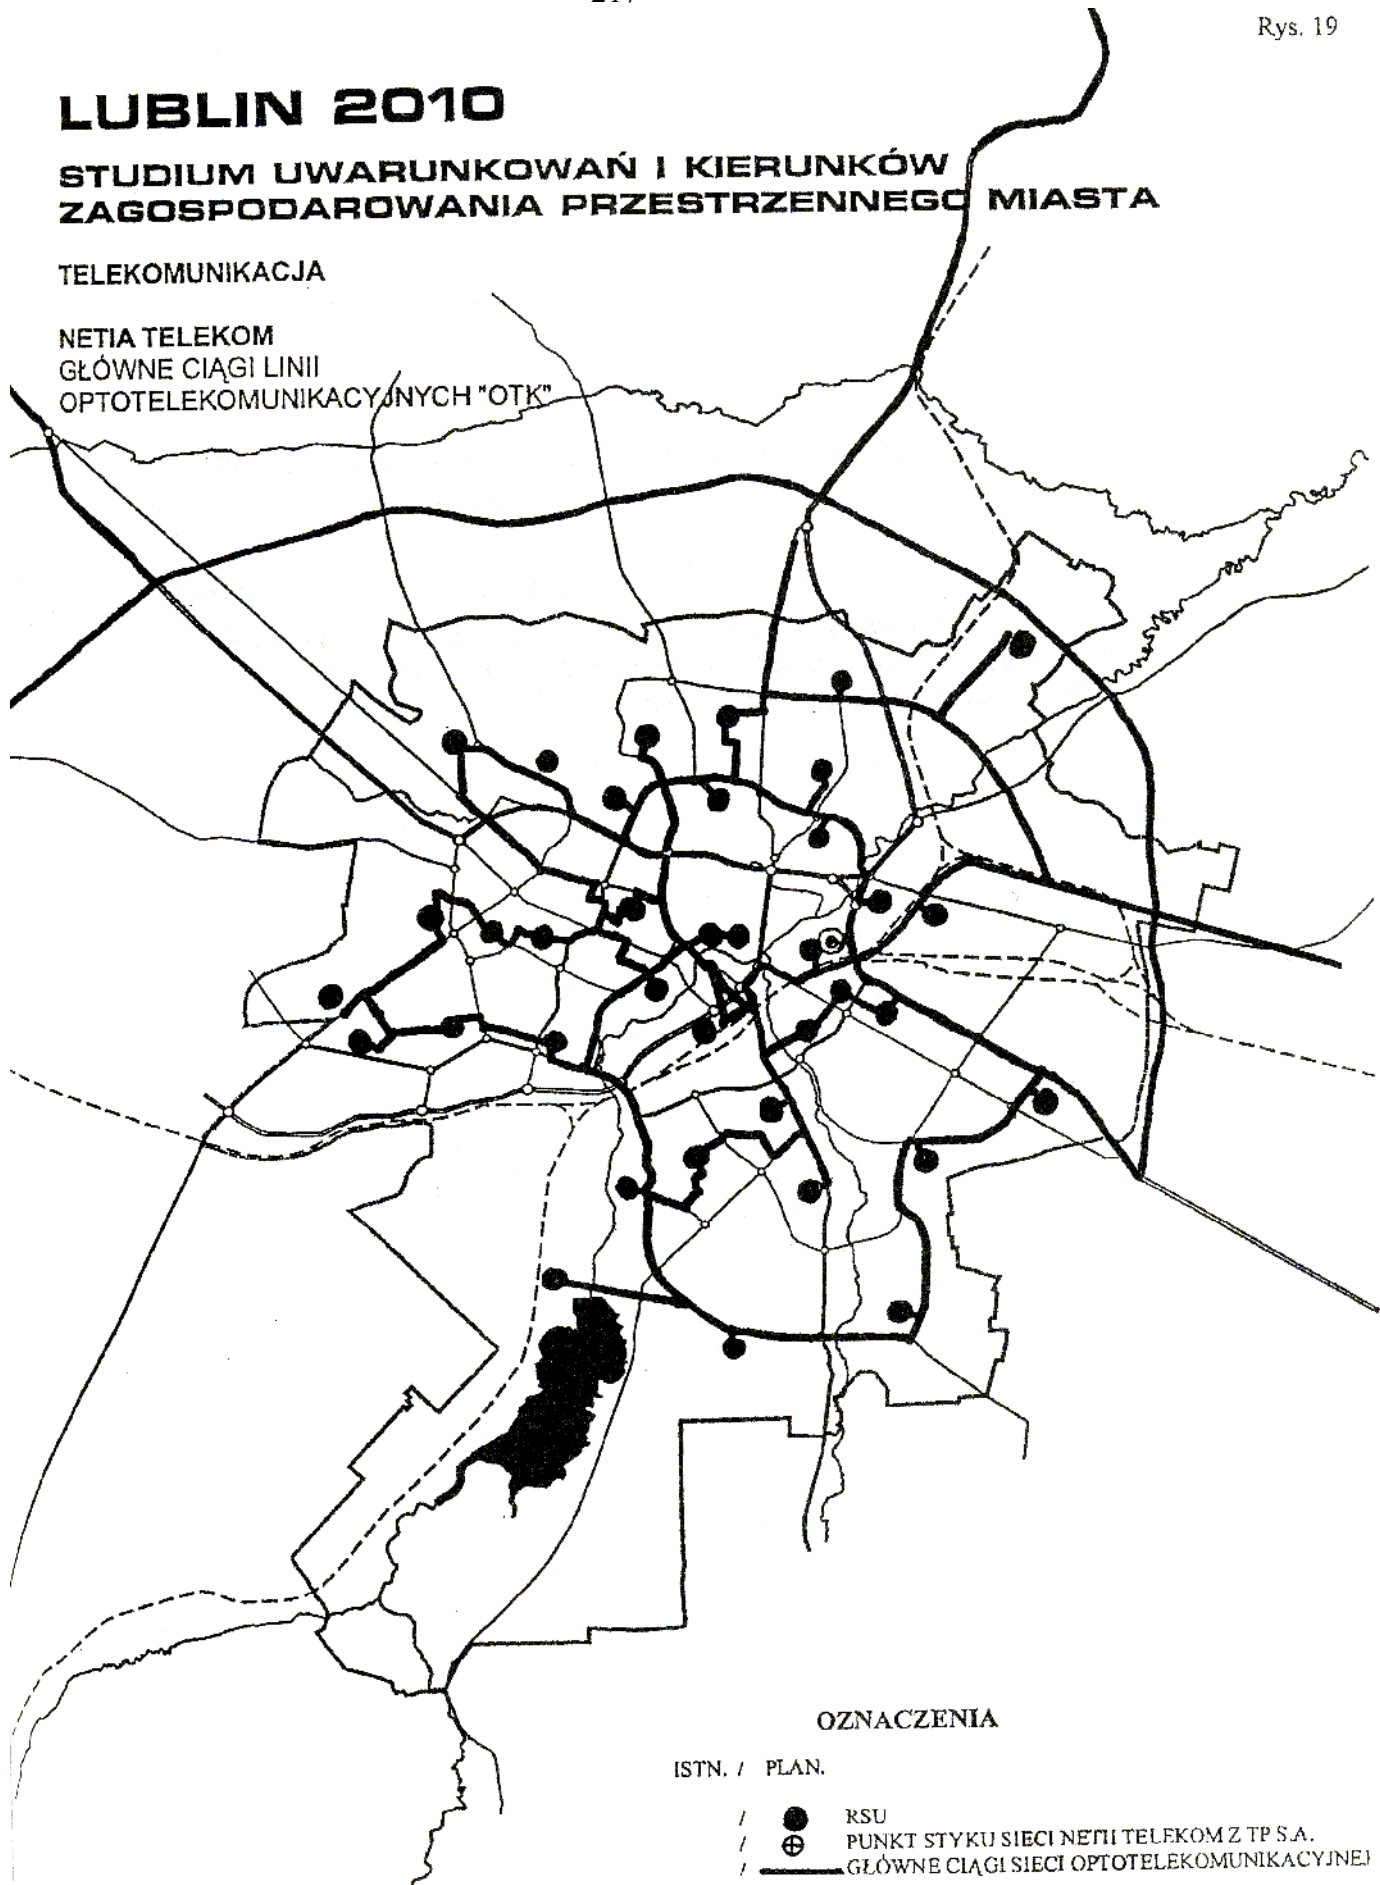 Rys. 19
LUBLIN 2010
STUDIUM UWARUNKOWAŃ I KIERUNKÓW
ZAGOSPODAROWANIA PRZESTRZENNEGO MIASTA
TELEKOMUNIKACJA
NETIA TELEKOM
GŁÓWNE CIĄGI LINII
OPTOTELEKOMUNIKACYJNYCH "OTK"
OZNACZENIA
ISTN. / PLAN.
/ RSU
/ PUNKT STYKU SIECI NETII TELEKOM Z TP S.A.
/ GŁÓWNE CIĄGI SIECI OPTOTELEKOMUNIKACYJNEJ